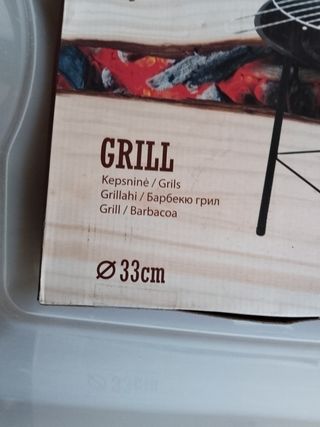 GRILL
Kepsninė / Grils
Grillahi / Барбекю грил
Grill / Barbacoa
⌀ 33cm